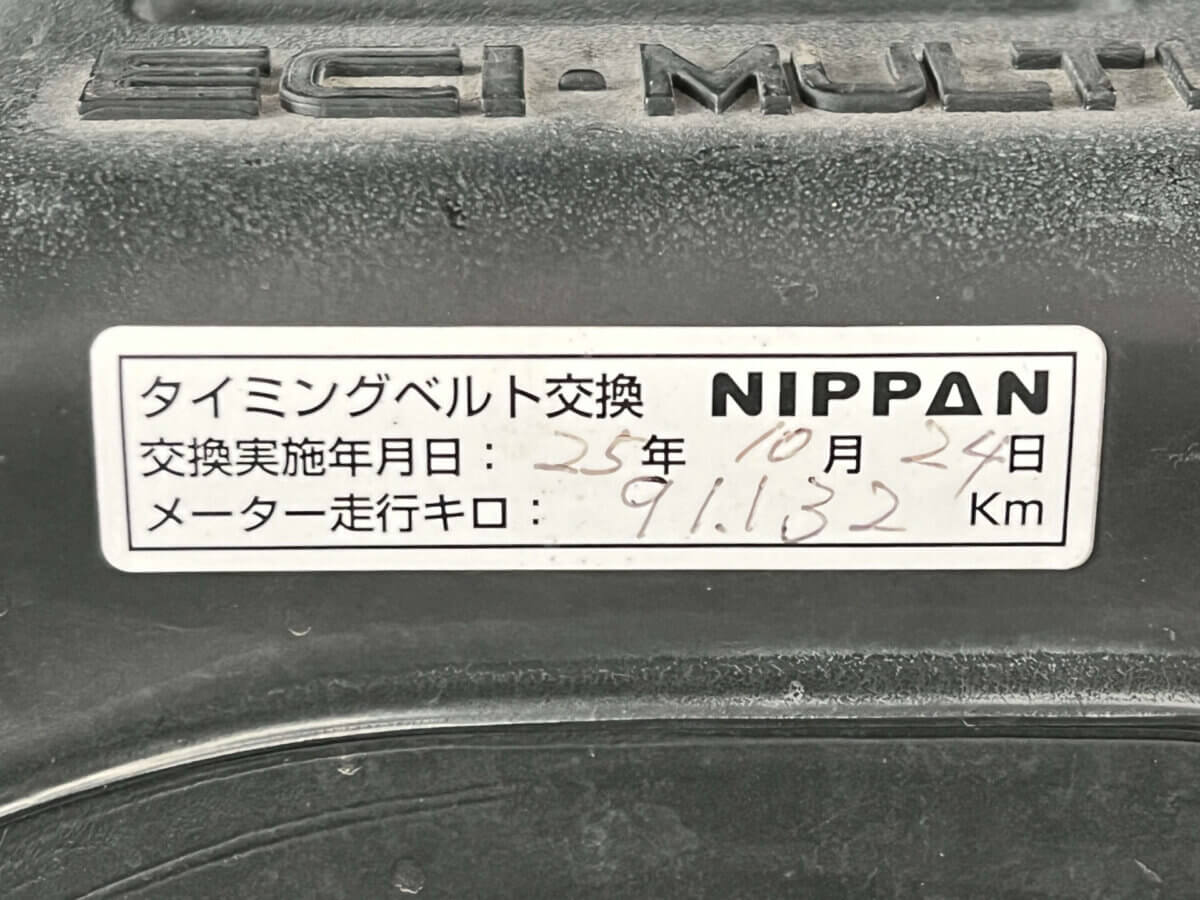 ECI-MULTI
タイミングベルト交換 NIPPAN
交換実施年月日： 25年 10月 24日
メーター走行キロ： 91.132 Km